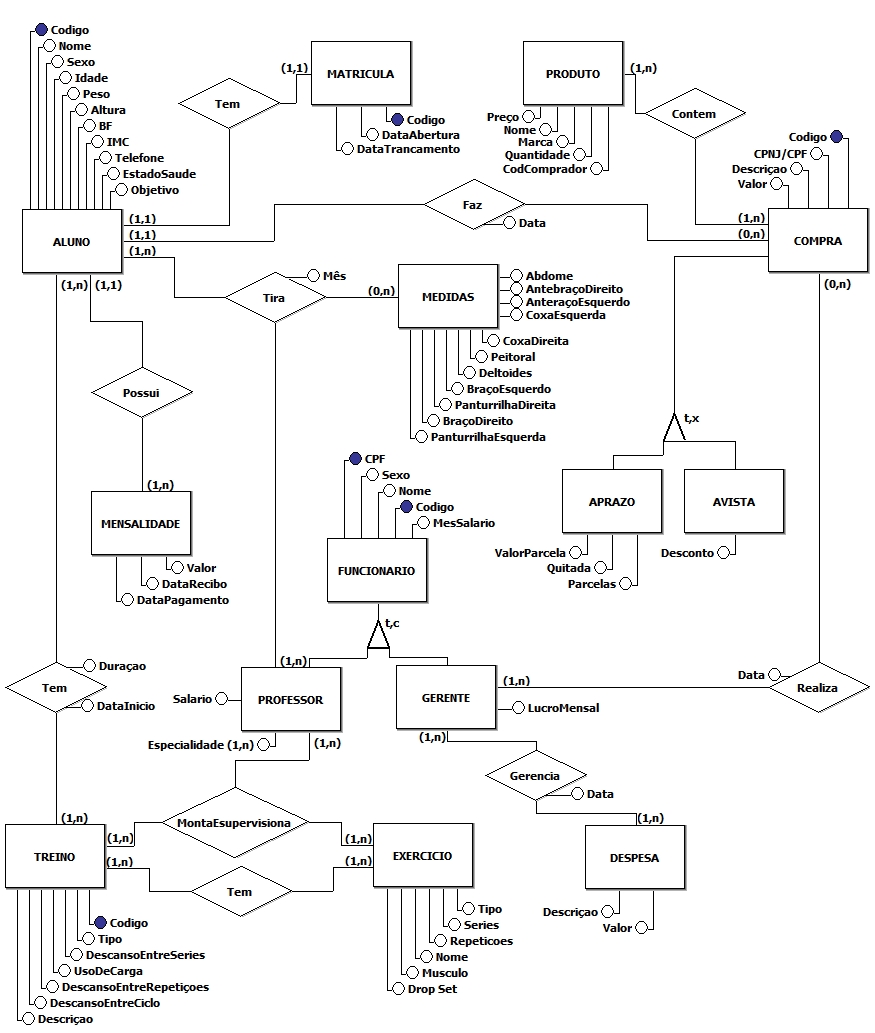 Codigo
Nome
Sexo
Idade
Peso
Altura
BF
IMC
Telefone
EstadoSaude
Objetivo
ALUNO
(1,1)
(1,1)
(1,n)
(1,n)
(1,1)
Tem
(1,1)
MATRICULA
Codigo
DataAbertura
DataTrancamento
PRODUTO
(1,n)
Preço
Nome
Marca
Quantidade
CodComprador
Contem
Codigo
CPNJ/CPF
Descriçao
Valor
(1,n)
(0,n)
COMPRA
(0,n)
Faz
Data
Mês
Tira
(0,n)
MEDIDAS
Abdome
AntebraçoDireito
AnteraçoEsquerdo
CoxaEsquerda
CoxaDireita
Peitoral
Deltoides
BraçoEsquerdo
PanturrilhaDireita
BraçoDireito
PanturrilhaEsquerda
Possui
(1,n)
MENSALIDADE
Valor
DataRecibo
DataPagamento
t,x
APRAZO
AVISTA
ValorParcela
Quitada
Parcelas
Desconto
CPF
Sexo
Nome
Codigo
MesSalario
FUNCIONARIO
t,c
(1,n)
Salario
PROFESSOR
Especialidade (1,n)
(1,n)
GERENTE
(1,n)
LucroMensal
(1,n)
Data
Realiza
Duraçao
Tem
DataInicio
Gerencia
Data
(1,n)
DESPESA
Descriçao
Valor
(1,n)
TREINO
(1,n)
(1,n)
MontaEsupervisiona
Tem
(1,n)
(1,n)
EXERCICIO
Tipo
Series
Repeticoes
Nome
Musculo
Drop Set
Codigo
Tipo
DescansoEntreSeries
UsoDeCarga
DescansoEntreRepetiçoes
DescansoEntreCiclo
Descriçao